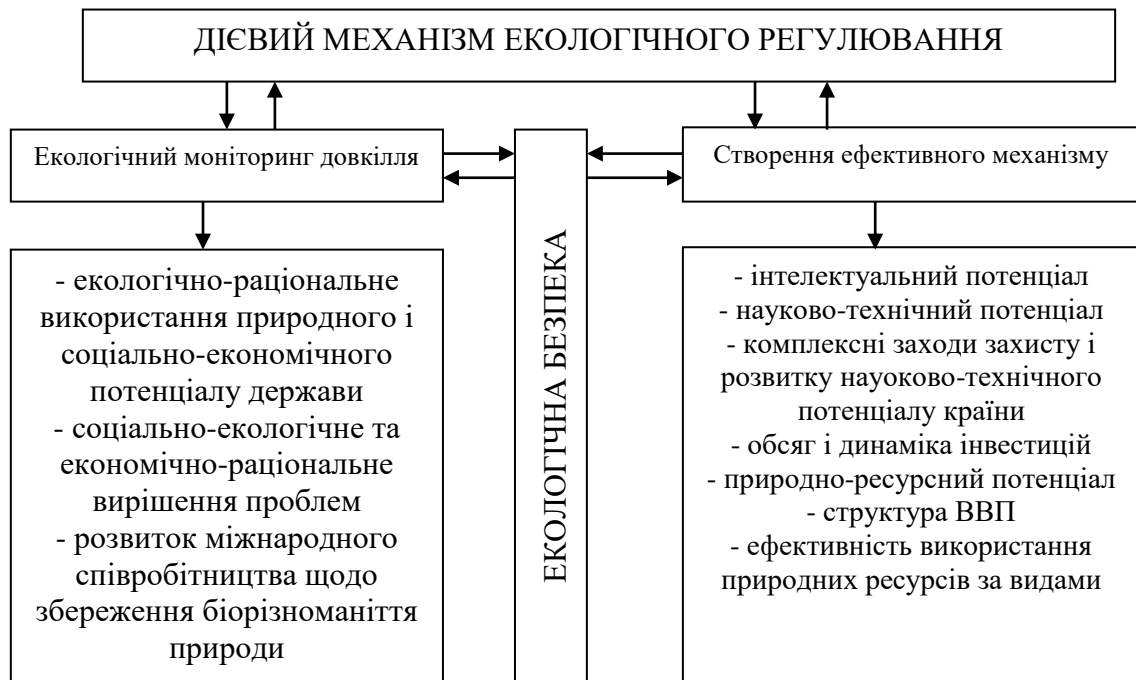 ДІЄВИЙ МЕХАНІЗМ ЕКОЛОГІЧНОГО РЕГУЛЮВАННЯ
Екологічний моніторинг довкілля
Створення ефективного механізму
ЕКОЛОГІЧНА БЕЗПЕКА
- екологічно-раціональне
використання природного і
соціально-економічного
потенціалу держави
- соціально-екологічне та
економічно-раціональне
вирішення проблем
- розвиток міжнародного
співробітництва щодо
збереження біорізноманіття
природи
- інтелектуальний потенціал
- науково-технічний потенціал
- комплексні заходи захисту і
розвитку науоково-технічного
потенціалу країни
- обсяг і динаміка інвестицій
- природно-ресурсний потенціал
- структура ВВП
- ефективність використання
природних ресурсів за видами